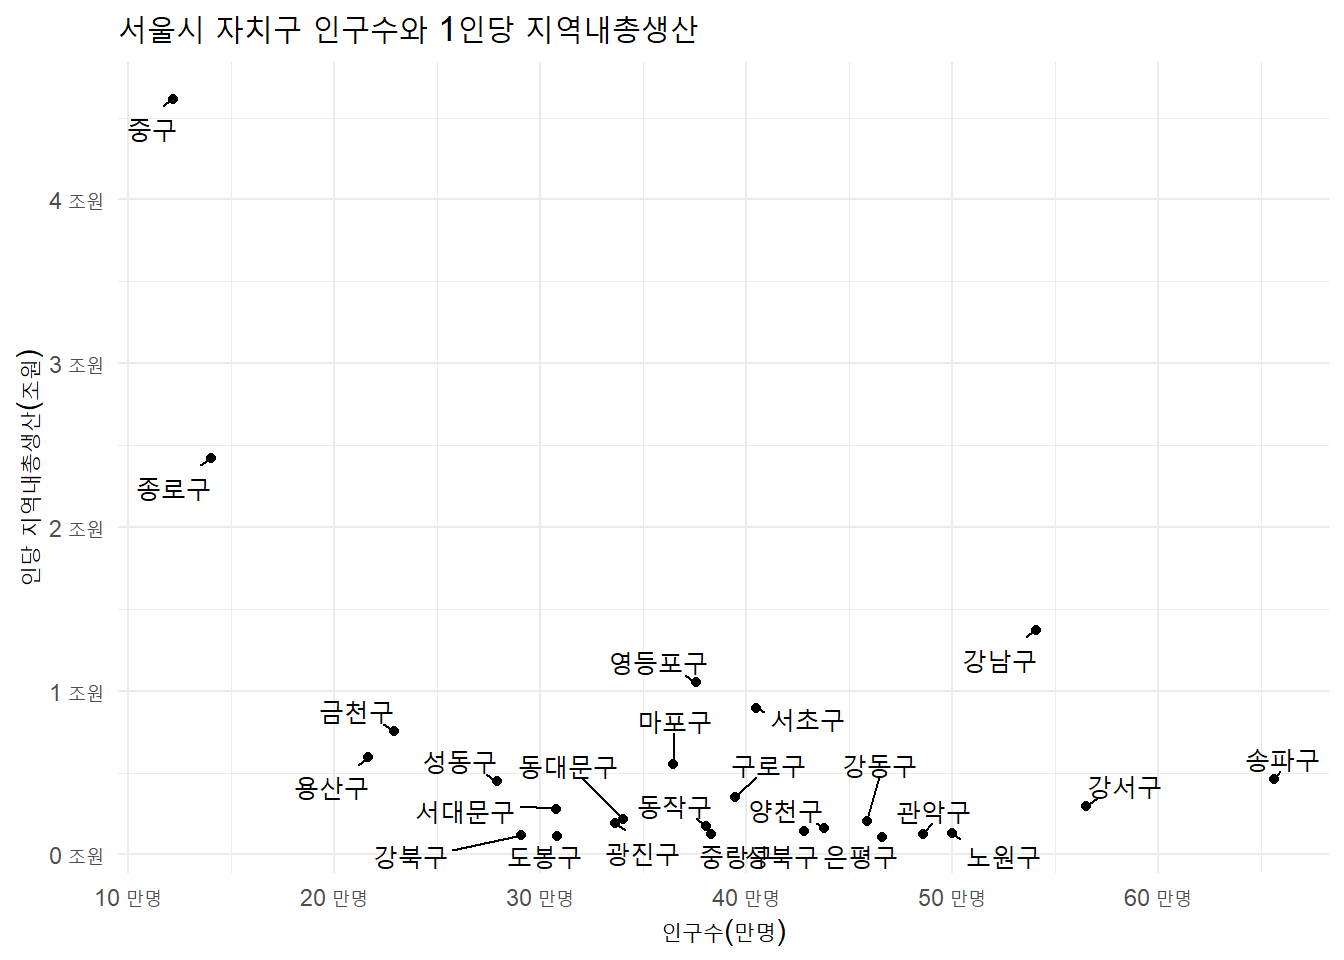 서울시 자치구 인구수와 1인당 지역내총생산
중구
4 조원
3 조원
종로구
2 조원
인당 지역내총생산(조원)
강남구
영등포구
1 조원
금천구
마포구
서초구
성동구
동대문구
구로구
강동구
송파구
용산구
강서구
서대문구
동작구
양천구
관악구
강북구
도봉구
광진구
중랑구
성북구
은평구
노원구
0 조원
10 만명
20 만명
30 만명
40 만명
50 만명
60 만명
인구수(만명)